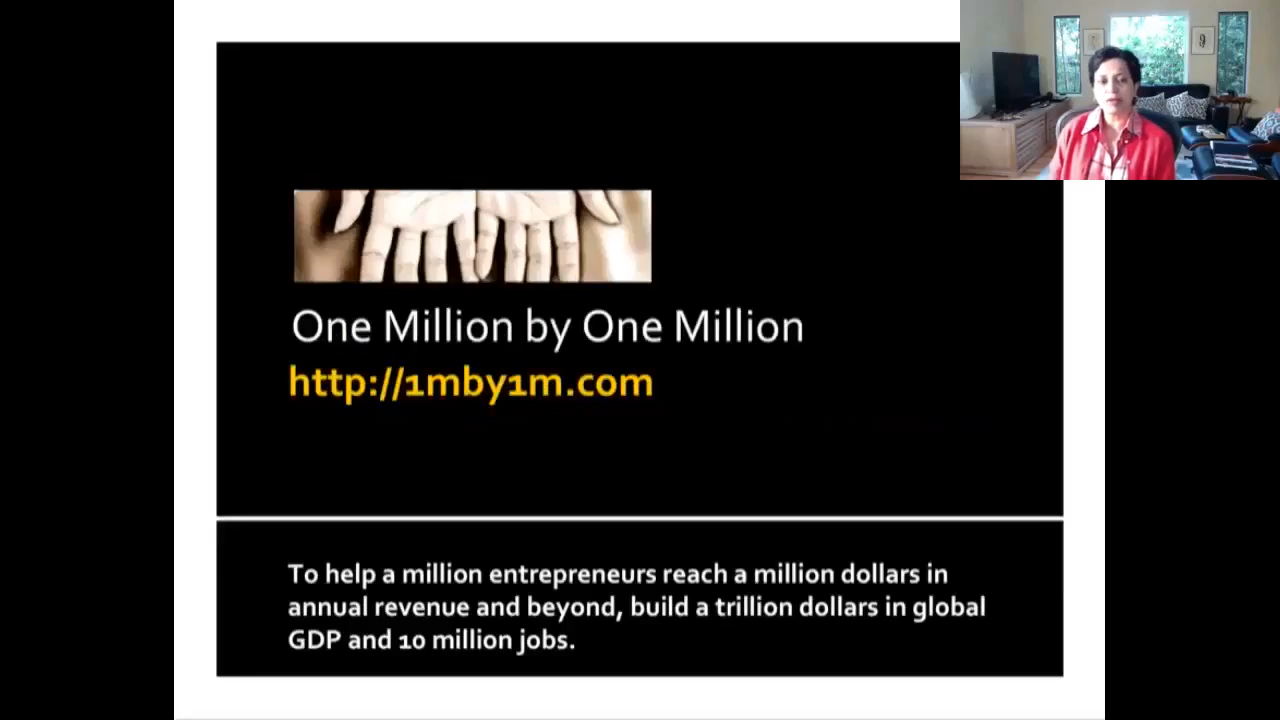 One Million by One Million
http://1mby1m.com
To help a million entrepreneurs reach a million dollars in
annual revenue and beyond, build a trillion dollars in global
GDP and 10 million jobs.